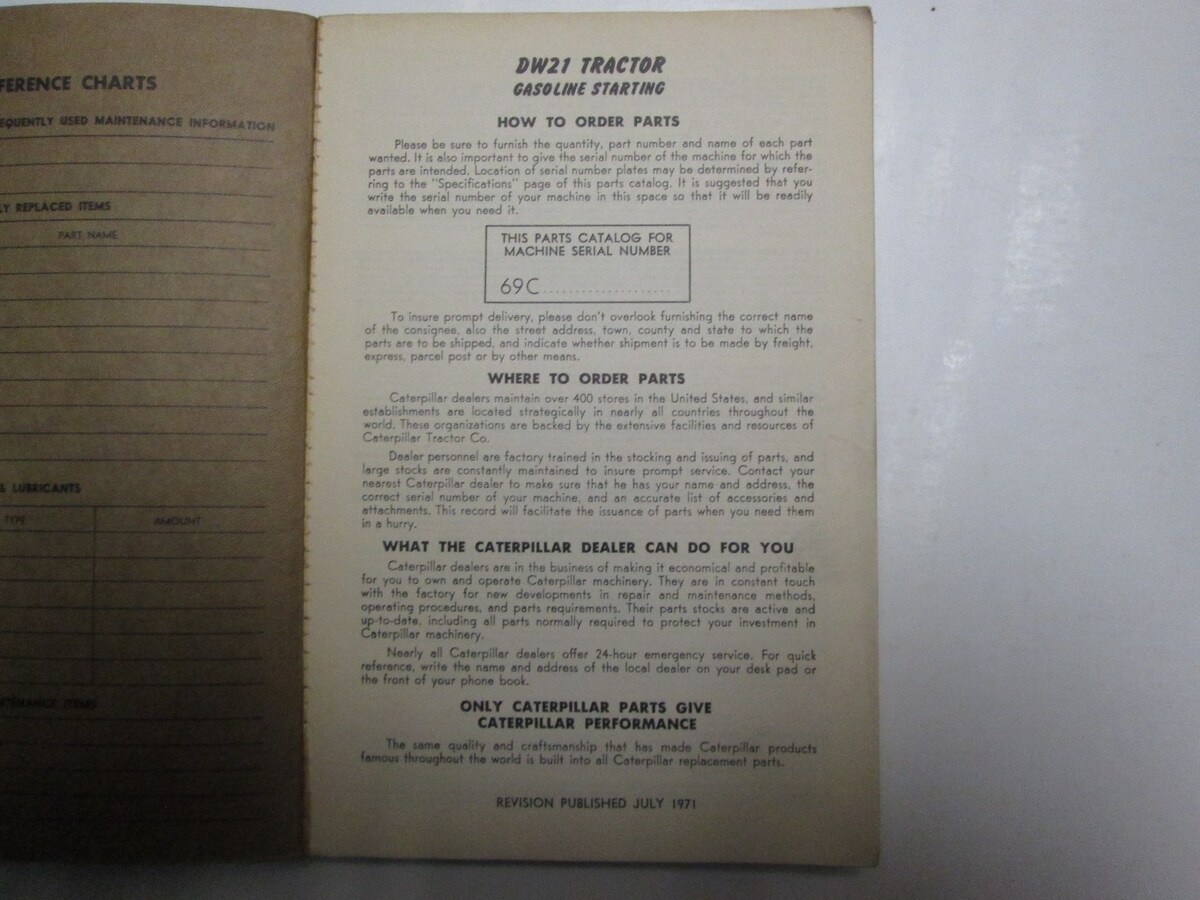 FERENCE CHARTS
EQUENTLY USED MAINTENANCE INFORMATION
LY REPLACED ITEMS
PART NAME
& LUBRICANTS
TYPE AMOUNT
NTENANCE ITEMS
DW21 TRACTOR
GASOLINE STARTING
HOW TO ORDER PARTS
Please be sure to furnish the quantity, part number and name of each part
wanted. It is also important to give the serial number of the machine for which the
parts are intended. Location of serial number plates may be determined by refer-
ring to the "Specifications" page of this parts catalog. It is suggested that you
write the serial number of your machine in this space so that it will be readily
available when you need it.
THIS PARTS CATALOG FOR
MACHINE SERIAL NUMBER
69C....................
To insure prompt delivery, please don't overlook furnishing the correct name
of the consignee, also the street address, town, county and state to which the
parts are to be shipped, and indicate whether shipment is to be made by freight,
express, parcel post or by other means.
WHERE TO ORDER PARTS
Caterpillar dealers maintain over 400 stores in the United States, and similar
establishments are located strategically in nearly all countries throughout the
world. These organizations are backed by the extensive facilities and resources of
Caterpillar Tractor Co.
Dealer personnel are factory trained in the stocking and issuing of parts, and
large stocks are constantly maintained to insure prompt service. Contact your
nearest Caterpillar dealer to make sure that he has your name and address, the
correct serial number of your machine, and an accurate list of accessories and
attachments. This record will facilitate the issuance of parts when you need them
in a hurry.
WHAT THE CATERPILLAR DEALER CAN DO FOR YOU
Caterpillar dealers are in the business of making it economical and profitable
for you to own and operate Caterpillar machinery. They are in constant touch
with the factory for new developments in repair and maintenance methods,
operating procedures, and parts requirements. Their parts stocks are active and
up-to-date, including all parts normally required to protect your investment in
Caterpillar machinery.
Nearly all Caterpillar dealers offer 24-hour emergency service. For quick
reference, write the name and address of the local dealer on your desk pad or
the front of your phone book.
ONLY CATERPILLAR PARTS GIVE
CATERPILLAR PERFORMANCE
The same quality and craftsmanship that has made Caterpillar products
famous throughout the world is built into all Caterpillar replacement parts.
REVISION PUBLISHED JULY 1971